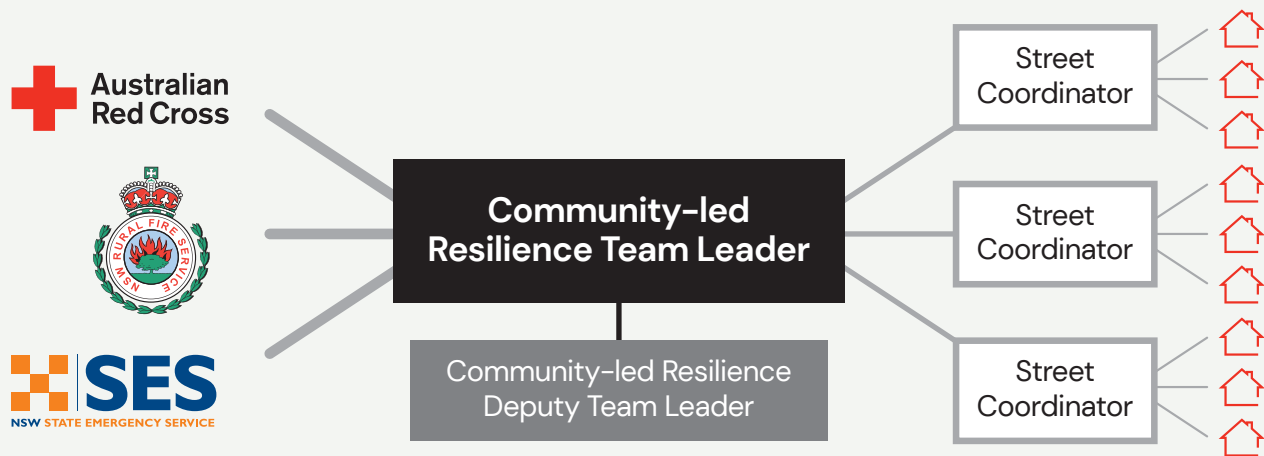 Australian
Red Cross
NSW RURAL FIRE SERVICE
SES
NSW STATE EMERGENCY SERVICE
Community-led
Resilience Team Leader
Community-led Resilience
Deputy Team Leader
Street
Coordinator
Street
Coordinator
Street
Coordinator